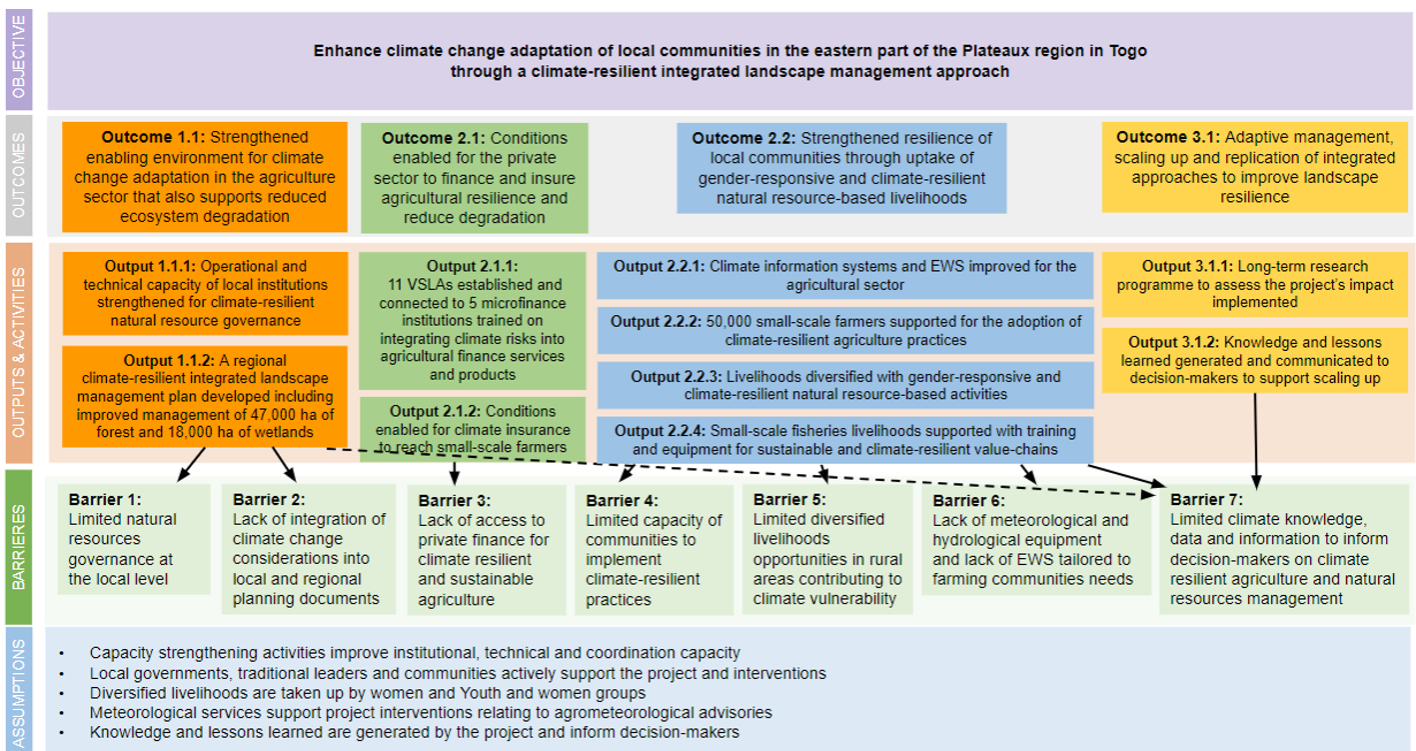 OBJECTIVE
Enhance climate change adaptation of local communities in the eastern part of the Plateaux region in Togo
through a climate-resilient integrated landscape management approach
OUTCOMES
Outcome 1.1: Strengthened
enabling environment for climate
change adaptation in the agriculture
sector that also supports reduced
ecosystem degradation
Outcome 2.1: Conditions
enabled for the private
sector to finance and insure
agricultural resilience and
reduce degradation
Outcome 2.2: Strengthened resilience of
local communities through uptake of
gender-responsive and climate-resilient
natural resource-based livelihoods
Outcome 3.1: Adaptive management,
scaling up and replication of integrated
approaches to improve landscape
resilience
OUTPUTS & ACTIVITIES
Output 1.1.1: Operational and
technical capacity of local institutions
strengthened for climate-resilient
natural resource governance
Output 1.1.2: A regional
climate-resilient integrated landscape
management plan developed including
improved management of 47,000 ha of
forest and 18,000 ha of wetlands
Output 2.1.1:
11 VSLAs established and
connected to 5 microfinance
institutions trained on
integrating climate risks into
agricultural finance services
and products
Output 2.1.2: Conditions
enabled for climate insurance
to reach small-scale farmers
Output 2.2.1: Climate information systems and EWS improved for the
agricultural sector
Output 2.2.2: 50,000 small-scale farmers supported for the adoption of
climate-resilient agriculture practices
Output 2.2.3: Livelihoods diversified with gender-responsive and
climate-resilient natural resource-based activities
Output 2.2.4: Small-scale fisheries livelihoods supported with training
and equipment for sustainable and climate-resilient value-chains
Output 3.1.1: Long-term research
programme to assess the project's impact
implemented
Output 3.1.2: Knowledge and lessons
learned generated and communicated to
decision-makers to support scaling up
BARRIERES
Barrier 1:
Limited natural
resources
governance at
the local level
Barrier 2:
Lack of integration of
climate change
considerations into
local and regional
planning documents
Barrier 3:
Lack of access to
private finance for
climate resilient
and sustainable
agriculture
Barrier 4:
Limited capacity of
communities to
implement
climate-resilient
practices
Barrier 5:
Limited diversified
livelihoods
opportunities in rural
areas contributing to
climate vulnerability
Barrier 6:
Lack of meteorological and
hydrological equipment
and lack of EWS tailored to
farming communities needs
Barrier 7:
Limited climate knowledge,
data and information to inform
decision-makers on climate
resilient agriculture and natural
resources management
ASSUMPTIONS
• Capacity strengthening activities improve institutional, technical and coordination capacity
• Local governments, traditional leaders and communities actively support the project and interventions
• Diversified livelihoods are taken up by women and Youth and women groups
• Meteorological services support project interventions relating to agrometeorological advisories
• Knowledge and lessons learned are generated by the project and inform decision-makers